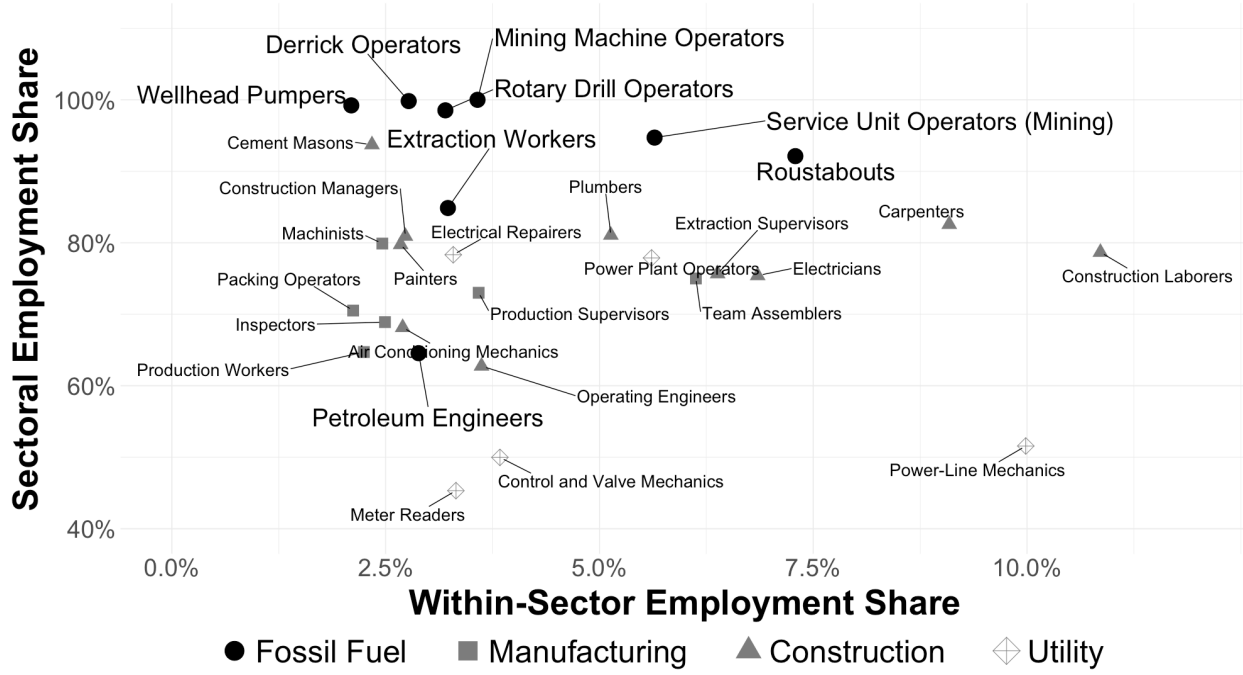 Sectoral Employment Share
Derrick Operators
Mining Machine Operators
Wellhead Pumpers
100%
Rotary Drill Operators
Service Unit Operators (Mining)
Cement Masons
Extraction Workers
Roustabouts
Construction Managers
Plumbers
Carpenters
Extraction Supervisors
Machinists
Electrical Repairers
80%
Power Plant Operators
Electricians
Construction Laborers
Packing Operators
Painters
Production Supervisors
Team Assemblers
Inspectors
Air Conditioning Mechanics
Production Workers
60%
Operating Engineers
Petroleum Engineers
Power-Line Mechanics
Control and Valve Mechanics
Meter Readers
40%
0.0%
2.5%
5.0%
7.5%
10.0%
Within-Sector Employment Share
Fossil Fuel
Manufacturing
Construction
Utility